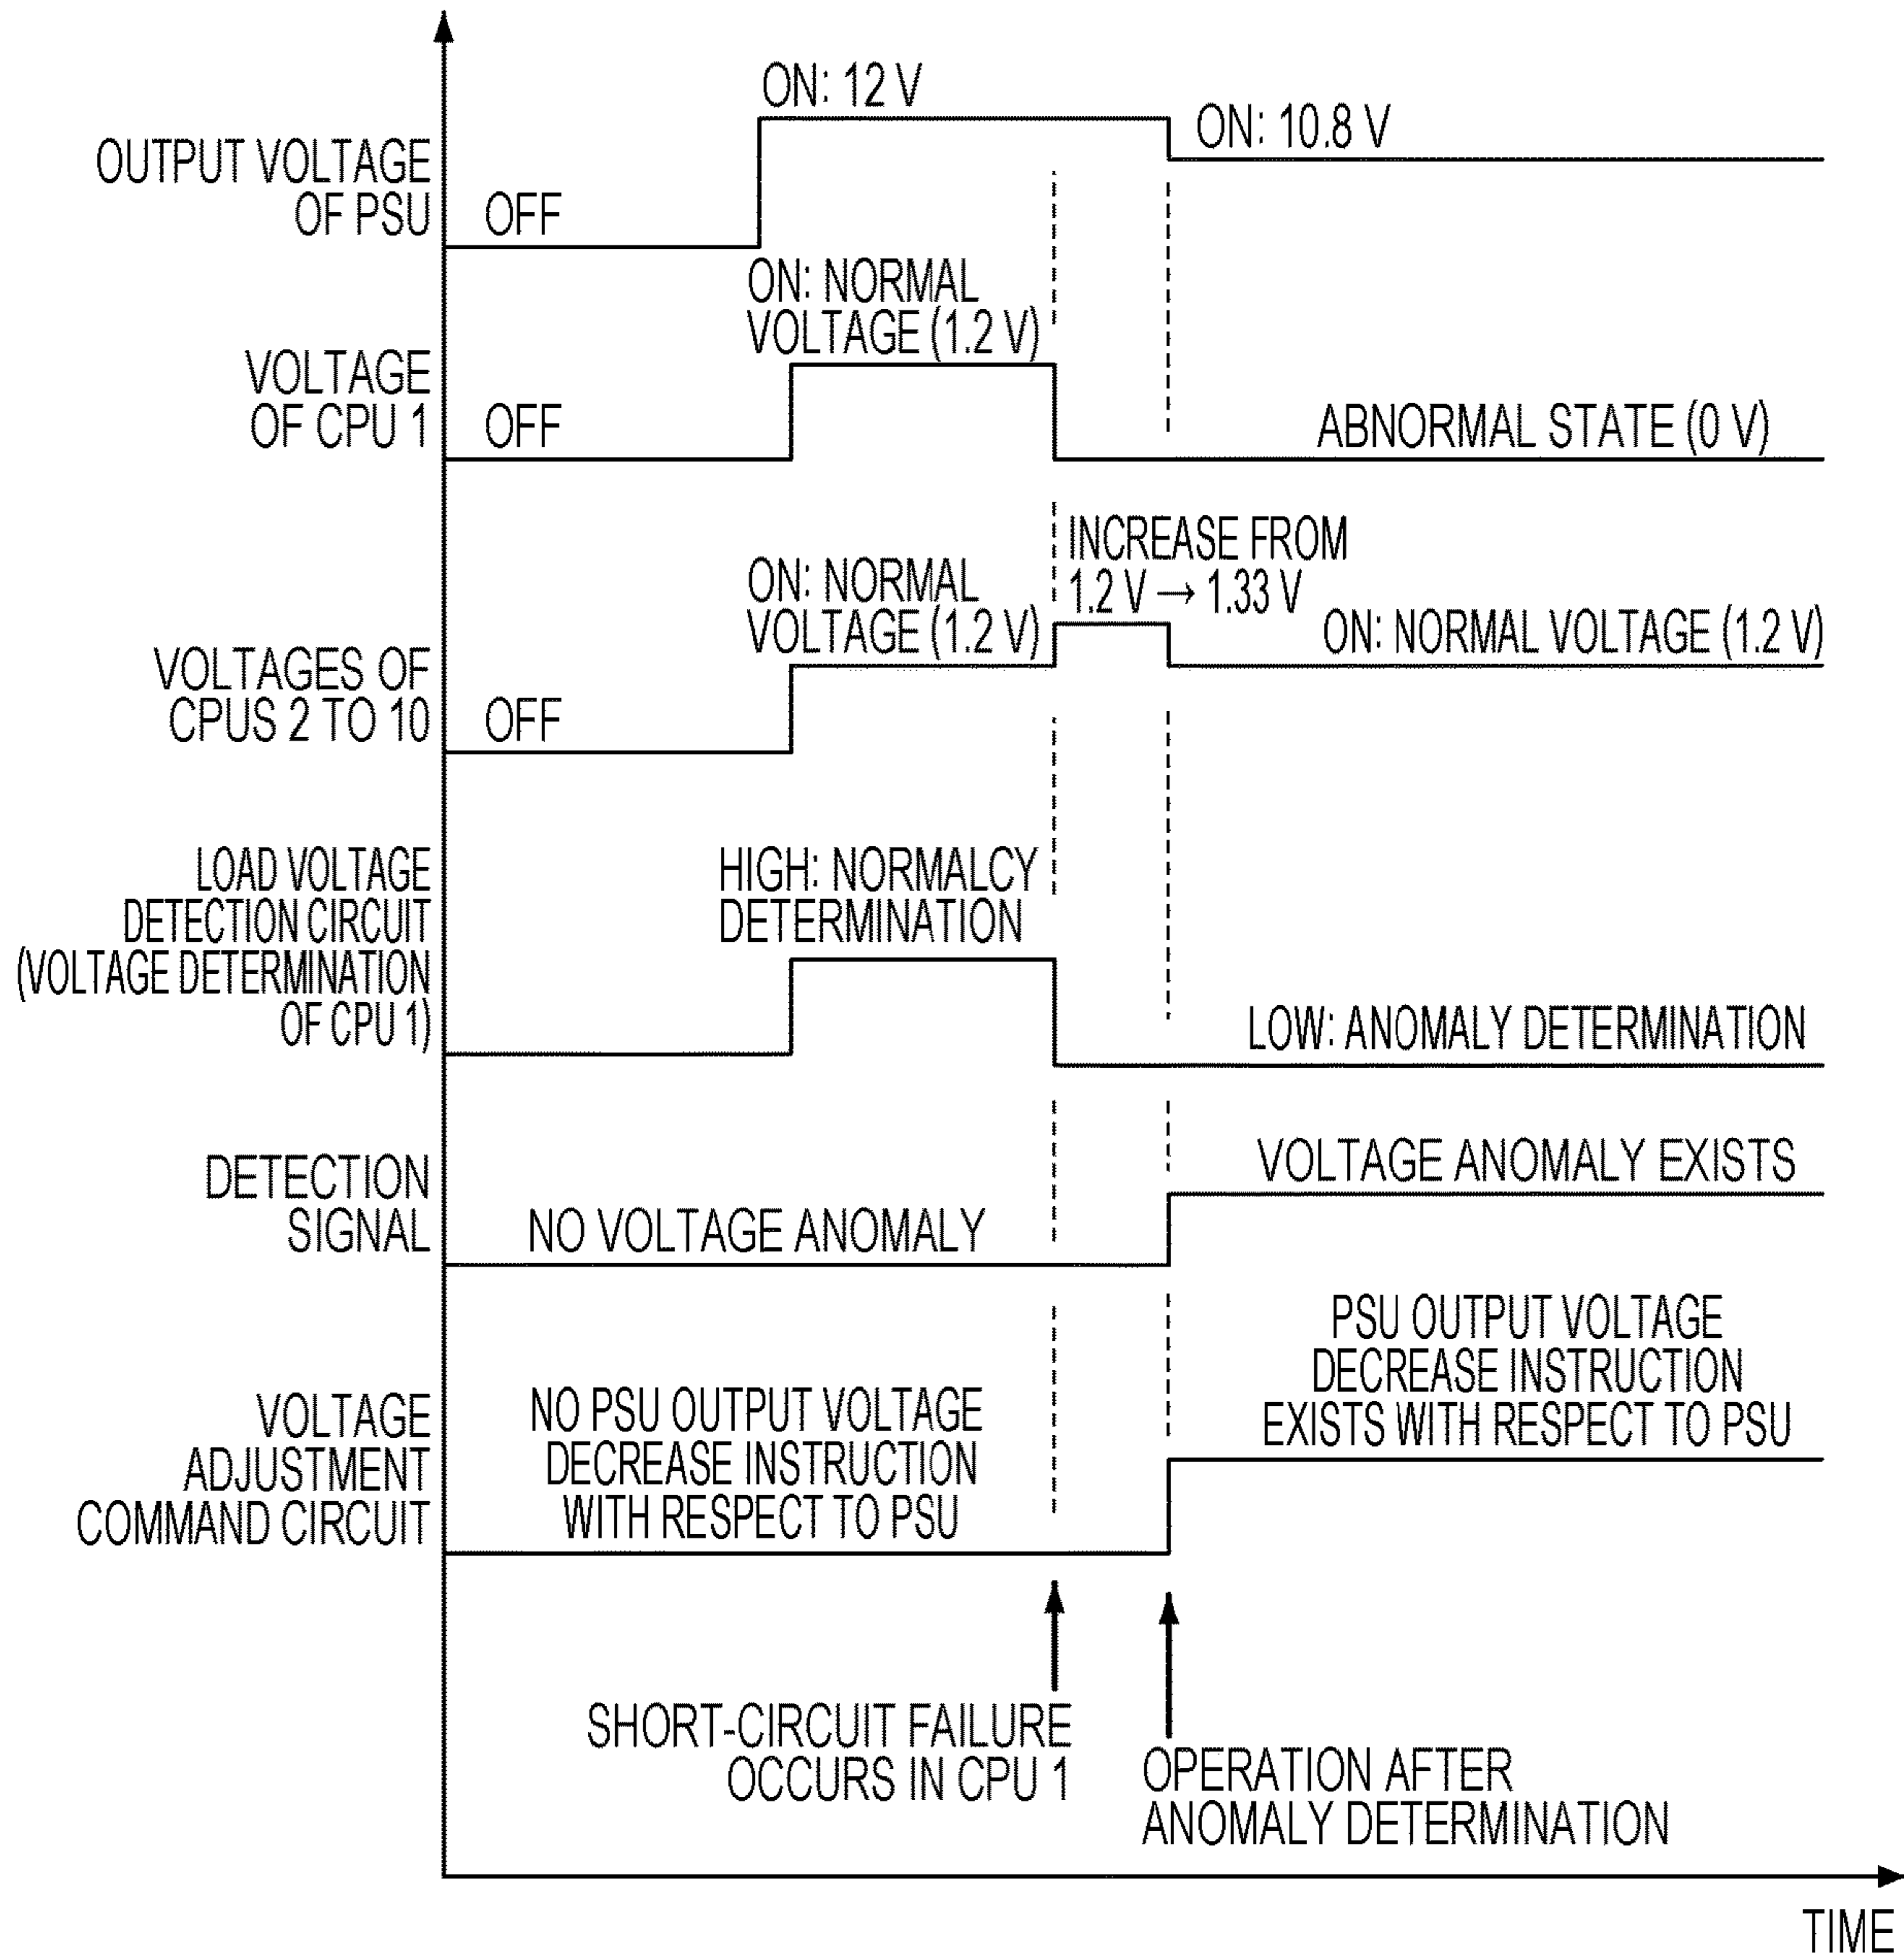 ON: 12 V
ON: 10.8 V
OUTPUT VOLTAGE
OF PSU
OFF
ON: NORMAL
VOLTAGE (1.2 V)
VOLTAGE
OF CPU 1
OFF
ABNORMAL STATE (0 V)
INCREASE FROM
1.2 V → 1.33 V
ON: NORMAL
VOLTAGE (1.2 V)
ON: NORMAL VOLTAGE (1.2 V)
VOLTAGES OF
CPUS 2 TO 10
OFF
LOAD VOLTAGE
DETECTION CIRCUIT
(VOLTAGE DETERMINATION
OF CPU 1)
HIGH: NORMALCY
DETERMINATION
LOW: ANOMALY DETERMINATION
DETECTION
SIGNAL
NO VOLTAGE ANOMALY
VOLTAGE ANOMALY EXISTS
VOLTAGE
ADJUSTMENT
COMMAND CIRCUIT
NO PSU OUTPUT VOLTAGE
DECREASE INSTRUCTION
WITH RESPECT TO PSU
PSU OUTPUT VOLTAGE
DECREASE INSTRUCTION
EXISTS WITH RESPECT TO PSU
SHORT-CIRCUIT FAILURE
OCCURS IN CPU 1
OPERATION AFTER
ANOMALY DETERMINATION
TIME